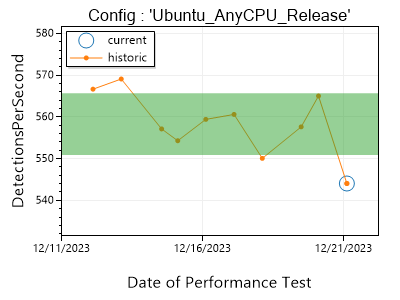 Config : 'Ubuntu_AnyCPU_Release'
current
historic
DetectionsPerSecond
580
570
560
550
540
12/11/2023
12/16/2023
12/21/2023
Date of Performance Test